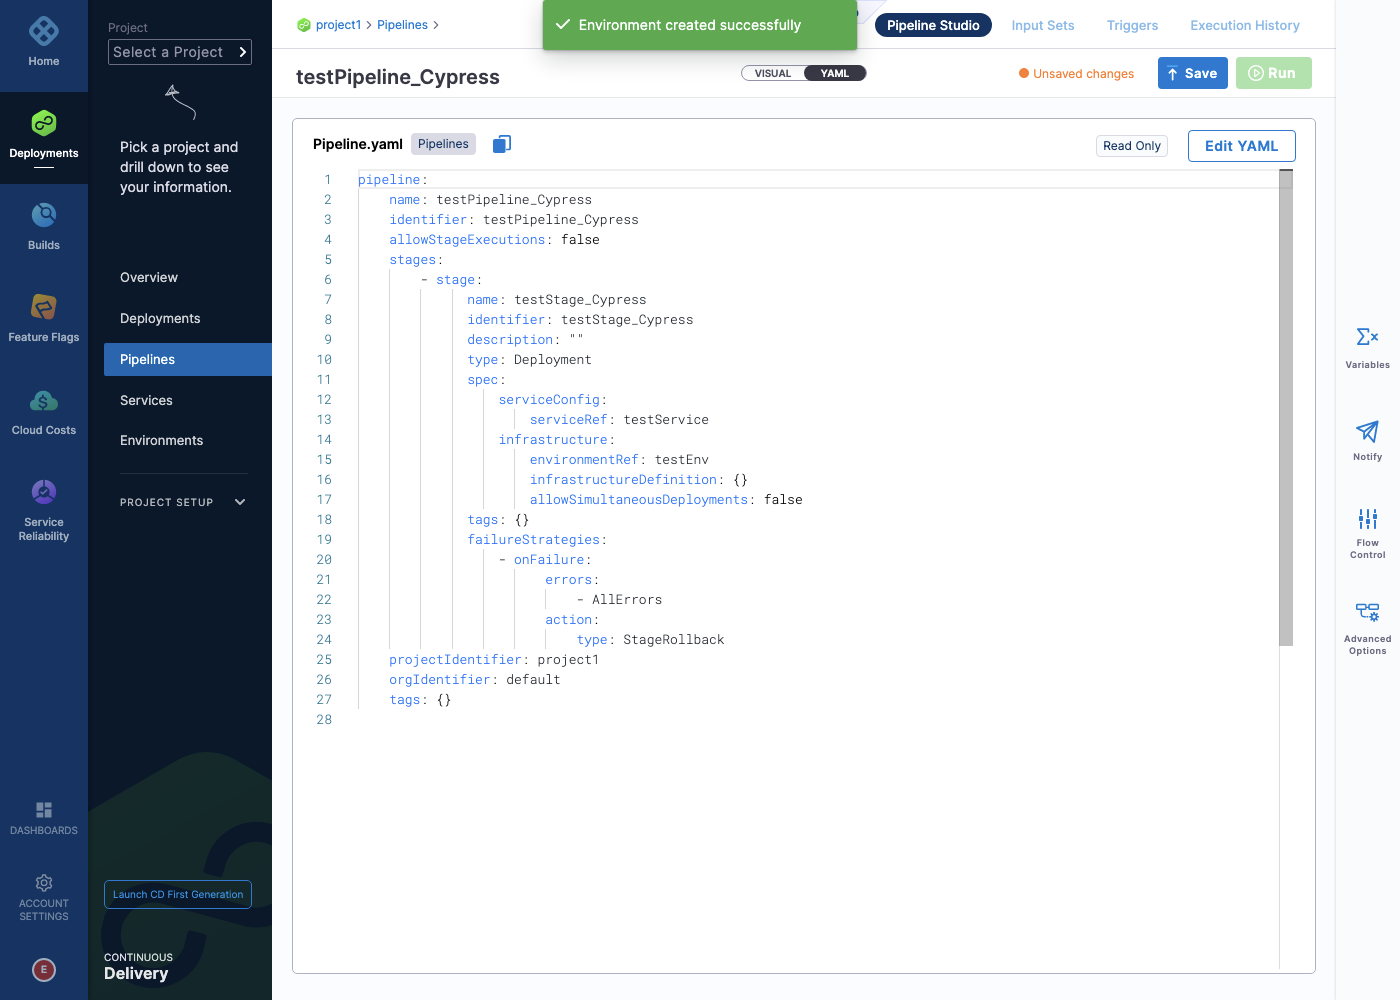 Home
Deployments
Builds
Feature Flags
Cloud Costs
Service
Reliability
DASHBOARDS
ACCOUNT
SETTINGS
E
Project
Select a Project
Pick a project and
drill down to see
your information.
Overview
Deployments
Pipelines
Services
Environments
PROJECT SETUP
Launch CD First Generation
CONTINUOUS
Delivery
project1 > Pipelines >
Environment created successfully
Pipeline Studio
Input Sets
Triggers
Execution History
testPipeline_Cypress
VISUAL
YAML
Unsaved changes
Save
Run
Pipeline.yaml
Pipelines
Read Only
Edit YAML
1 pipeline:
2 name: testPipeline_Cypress
3 identifier: testPipeline_Cypress
4 allowStageExecutions: false
5 stages:
6 - stage:
7 name: testStage_Cypress
8 identifier: testStage_Cypress
9 description: ""
10 type: Deployment
11 spec:
12 serviceConfig:
13 serviceRef: testService
14 infrastructure:
15 environmentRef: testEnv
16 infrastructureDefinition: {}
17 allowSimultaneousDeployments: false
18 tags: {}
19 failureStrategies:
20 - onFailure:
21 errors:
22 - AllErrors
23 action:
24 type: StageRollback
25 projectIdentifier: project1
26 orgIdentifier: default
27 tags: {}
28
Variables
Notify
Flow
Control
Advanced
Options